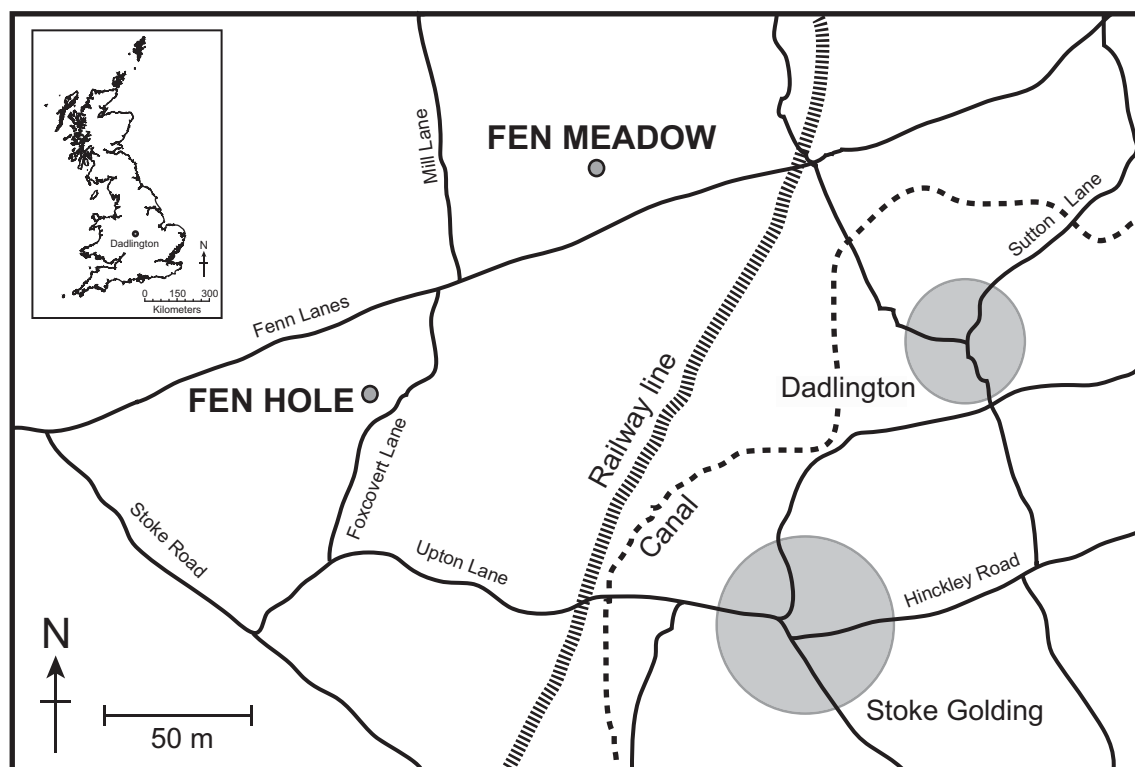 Dadlington
N
0 150 300
Kilometers
Mill Lane
FEN MEADOW
Sutton Lane
Fenn Lanes
FEN HOLE
Foxcovert Lane
Railway line
Dadlington
Canal
Stoke Road
Upton Lane
Hinckley Road
N
50 m
Stoke Golding